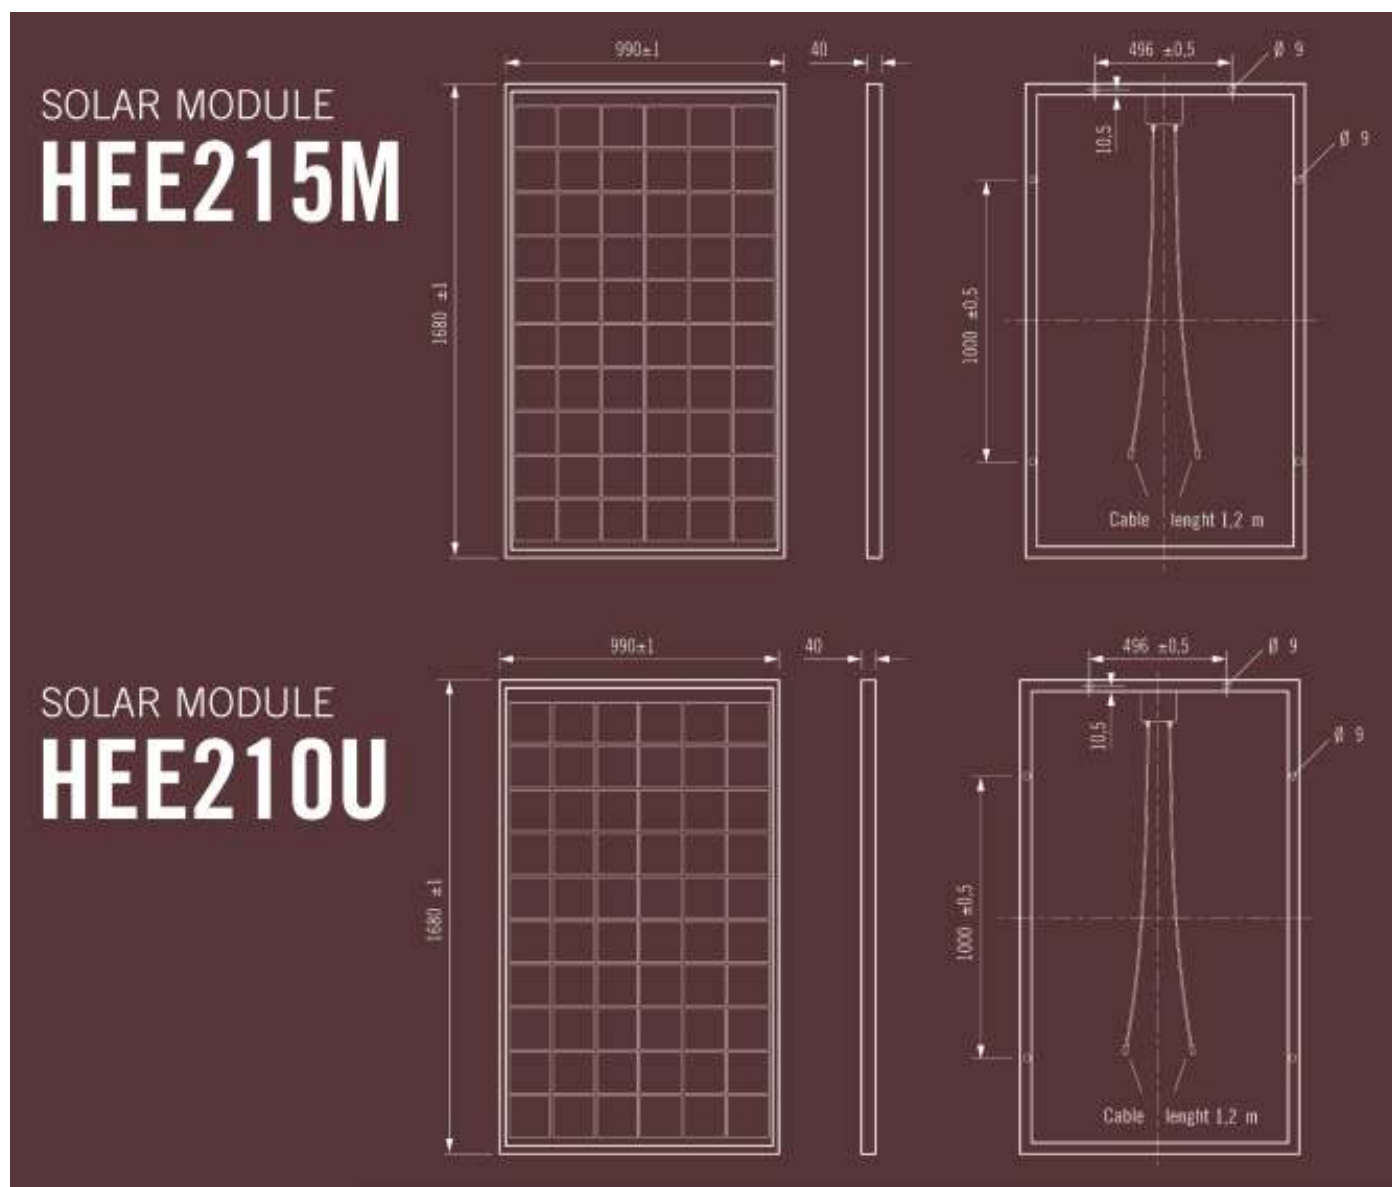 990±1
40
496 ±0,5
Ø 9
SOLAR MODULE
HEE215M
10,5
Ø 9
1680 ±1
1000 ±0,5
Cable lenght 1,2 m
990±1
40
496 ±0,5
Ø 9
SOLAR MODULE
HEE210U
10,5
Ø 9
1680 ±1
1000 ±0,5
Cable lenght 1,2 m